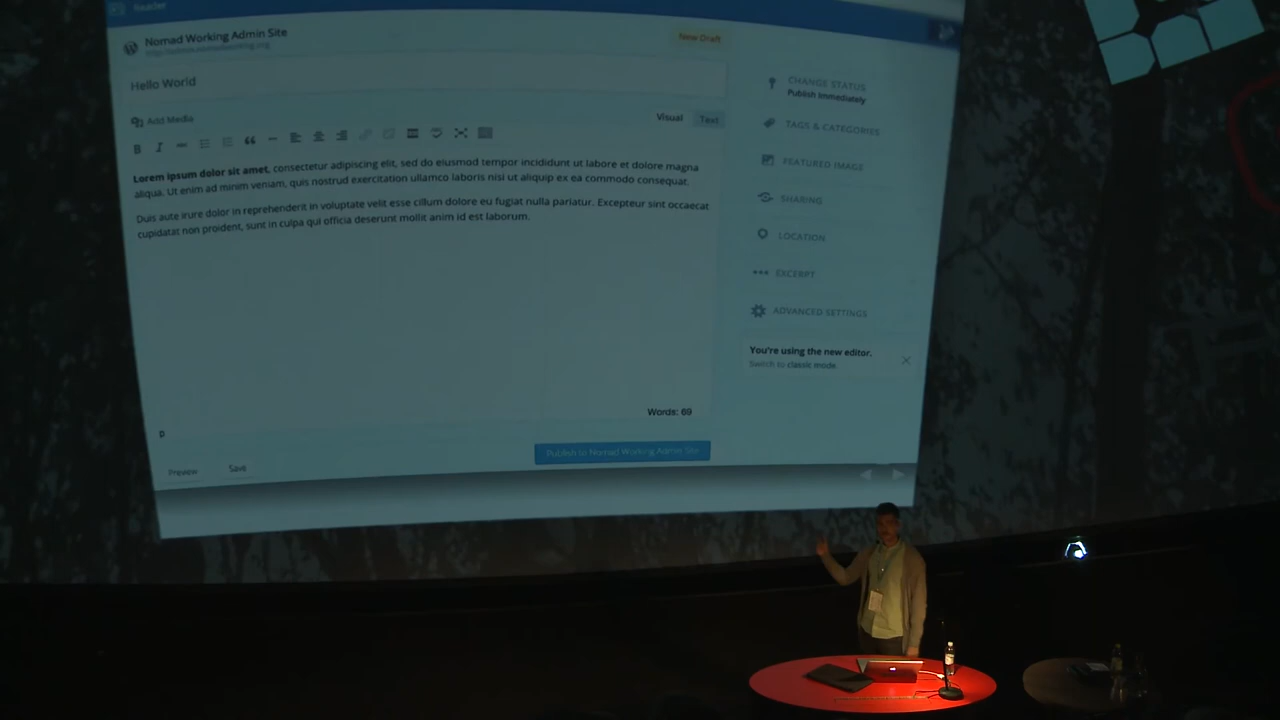 Reader
Nomad Working Admin Site
New Draft
Hello World
Add Media
Visual
Text
B I
Lorem ipsum dolor sit amet, consectetur adipiscing elit, sed do eiusmod tempor incididunt ut labore et dolore magna
aliqua. Ut enim ad minim veniam, quis nostrud exercitation ullamco laboris nisi ut aliquip ex ea commodo consequat.
Duis aute irure dolor in reprehenderit in voluptate velit esse cillum dolore eu fugiat nulla pariatur. Excepteur sint occaecat
cupidatat non proident, sunt in culpa qui officia deserunt mollit anim id est laborum.
Words: 69
p
Preview
Save
Publish to Nomad Working Admin Site
CHANGE STATUS
Publish Immediately
TAGS & CATEGORIES
FEATURED IMAGE
SHARING
LOCATION
EXCERPT
ADVANCED SETTINGS
You're using the new editor.
Switch to classic mode.